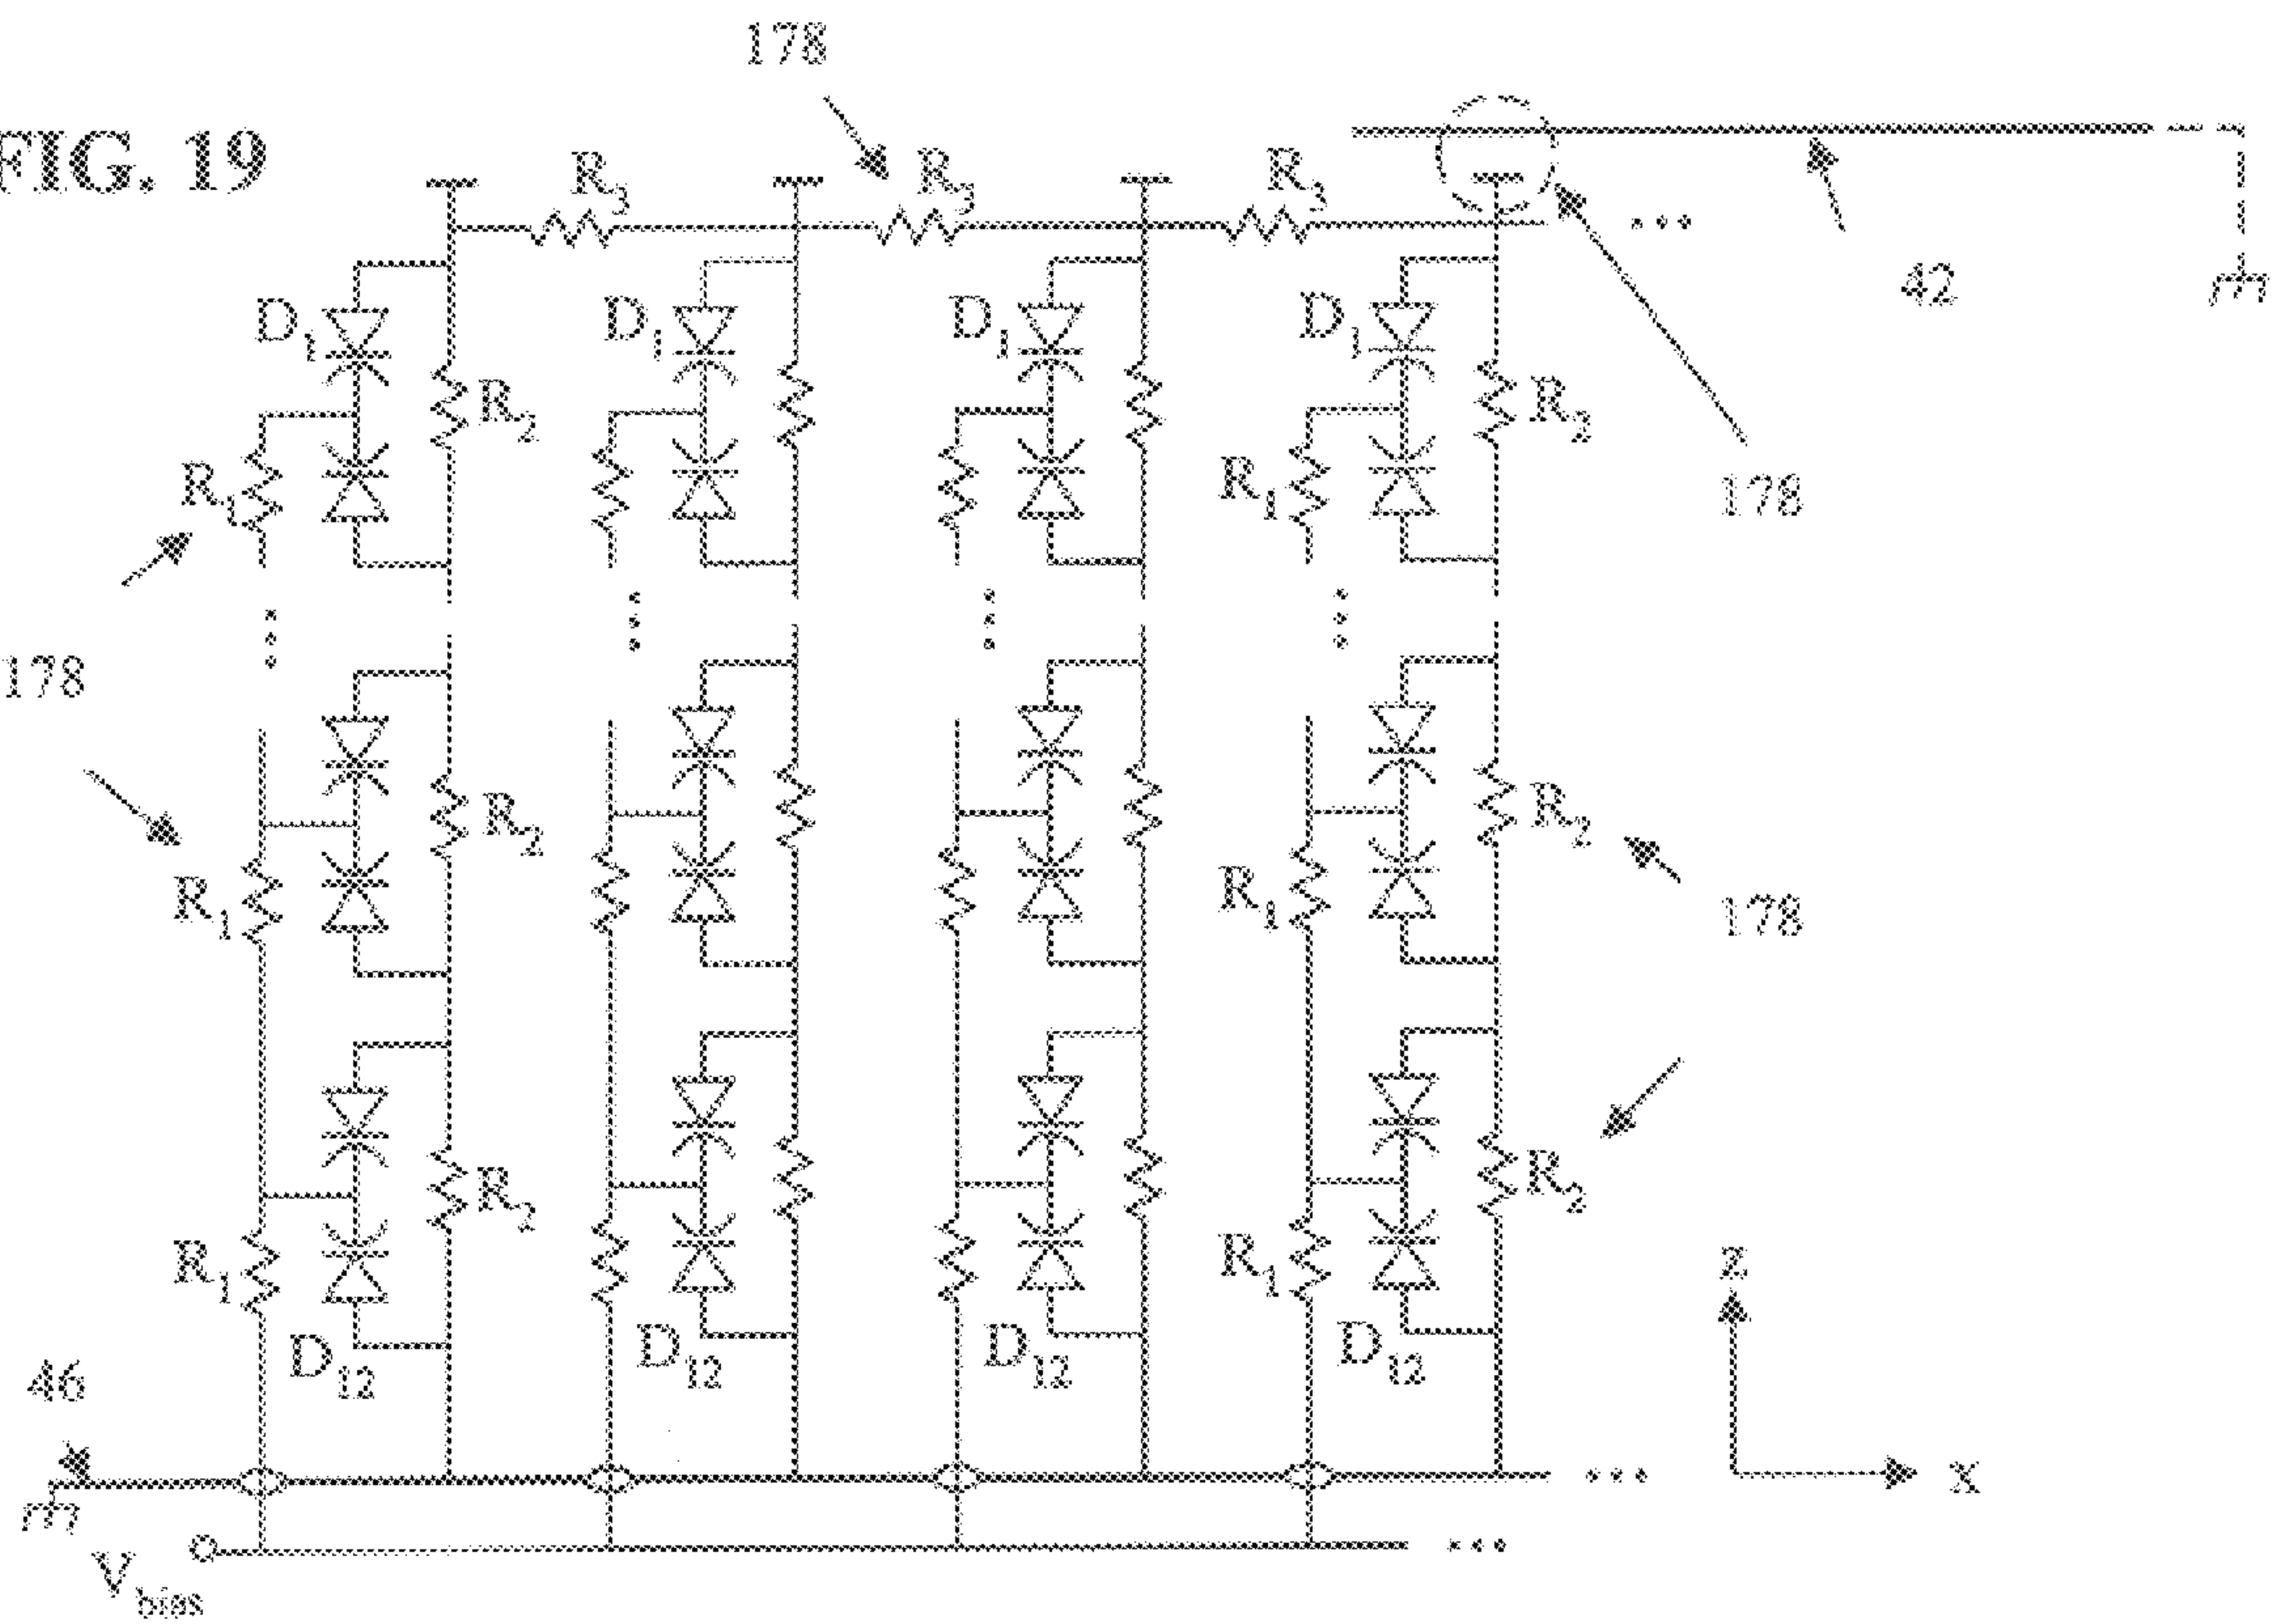 178
FIG. 19
R3 R3 R3
D1 D1 D1 D1
42
R2 R2
R1 R1
178
178
R2 R2
R1 R1
178
R2 R2
R1 R1
Z
D12 D12 D12 D12
46
X
Vbias